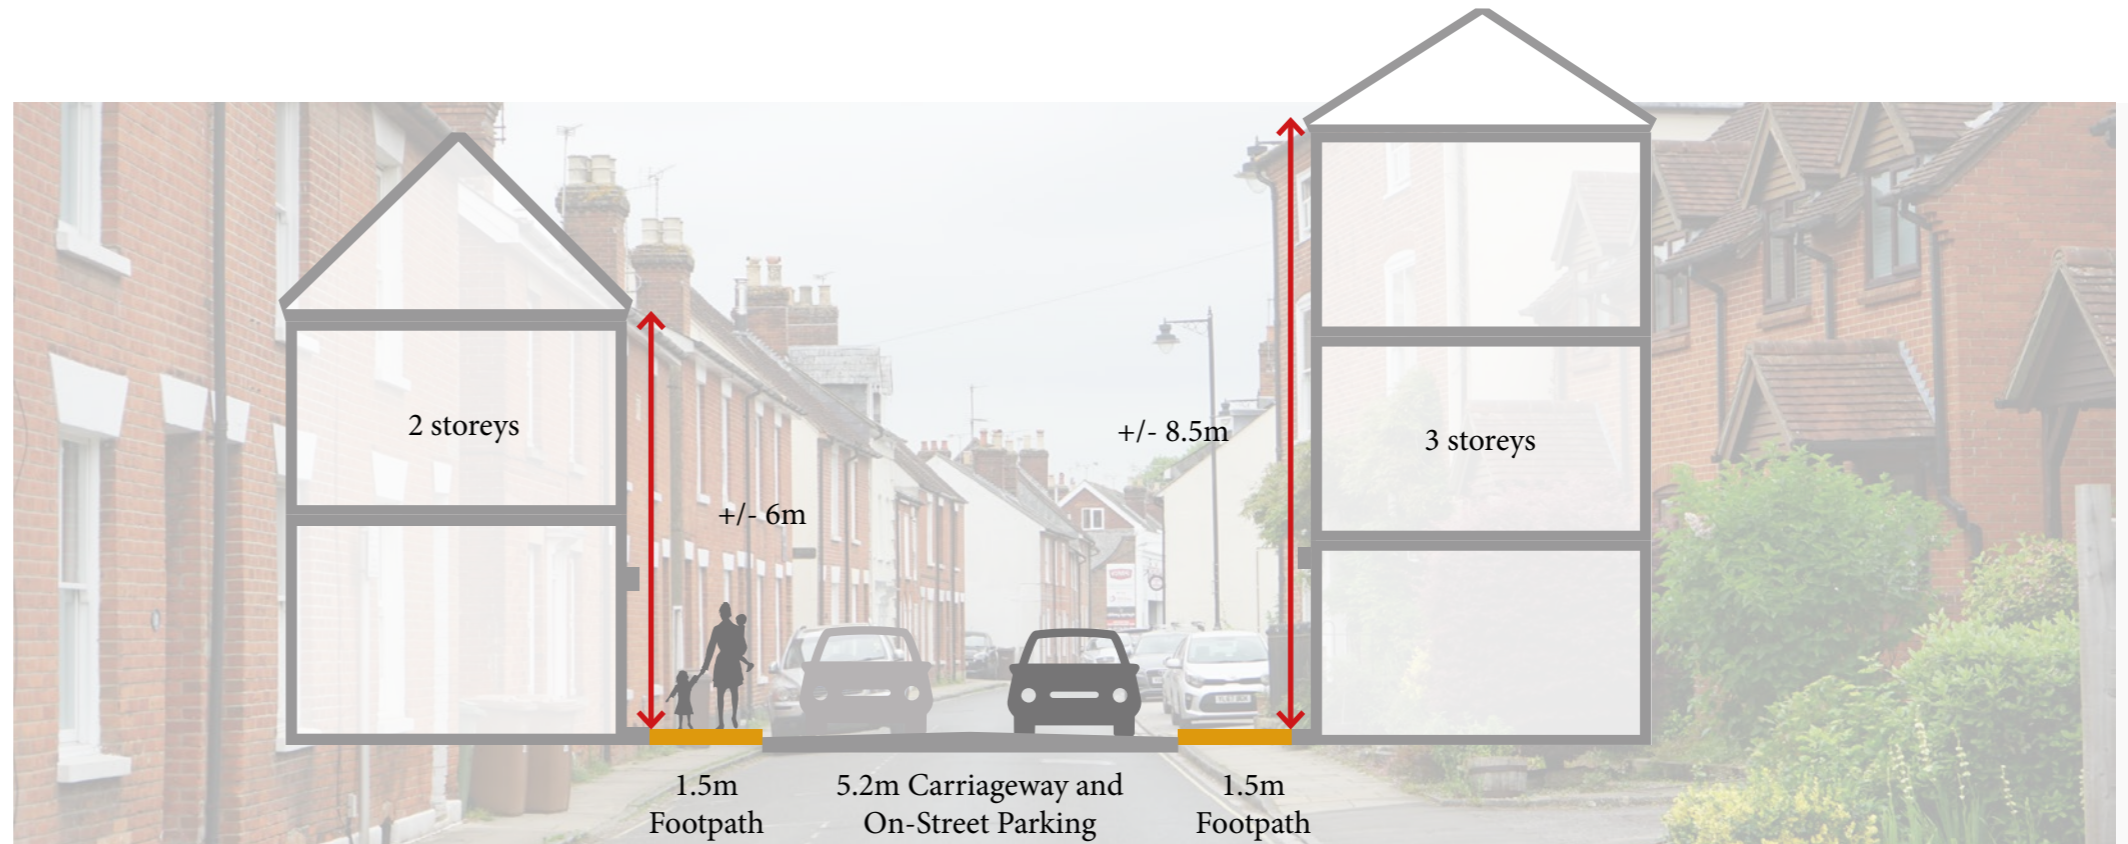 2 storeys
+/- 6m
+/- 8.5m
3 storeys
1.5m
Footpath
5.2m Carriageway and
On-Street Parking
1.5m
Footpath